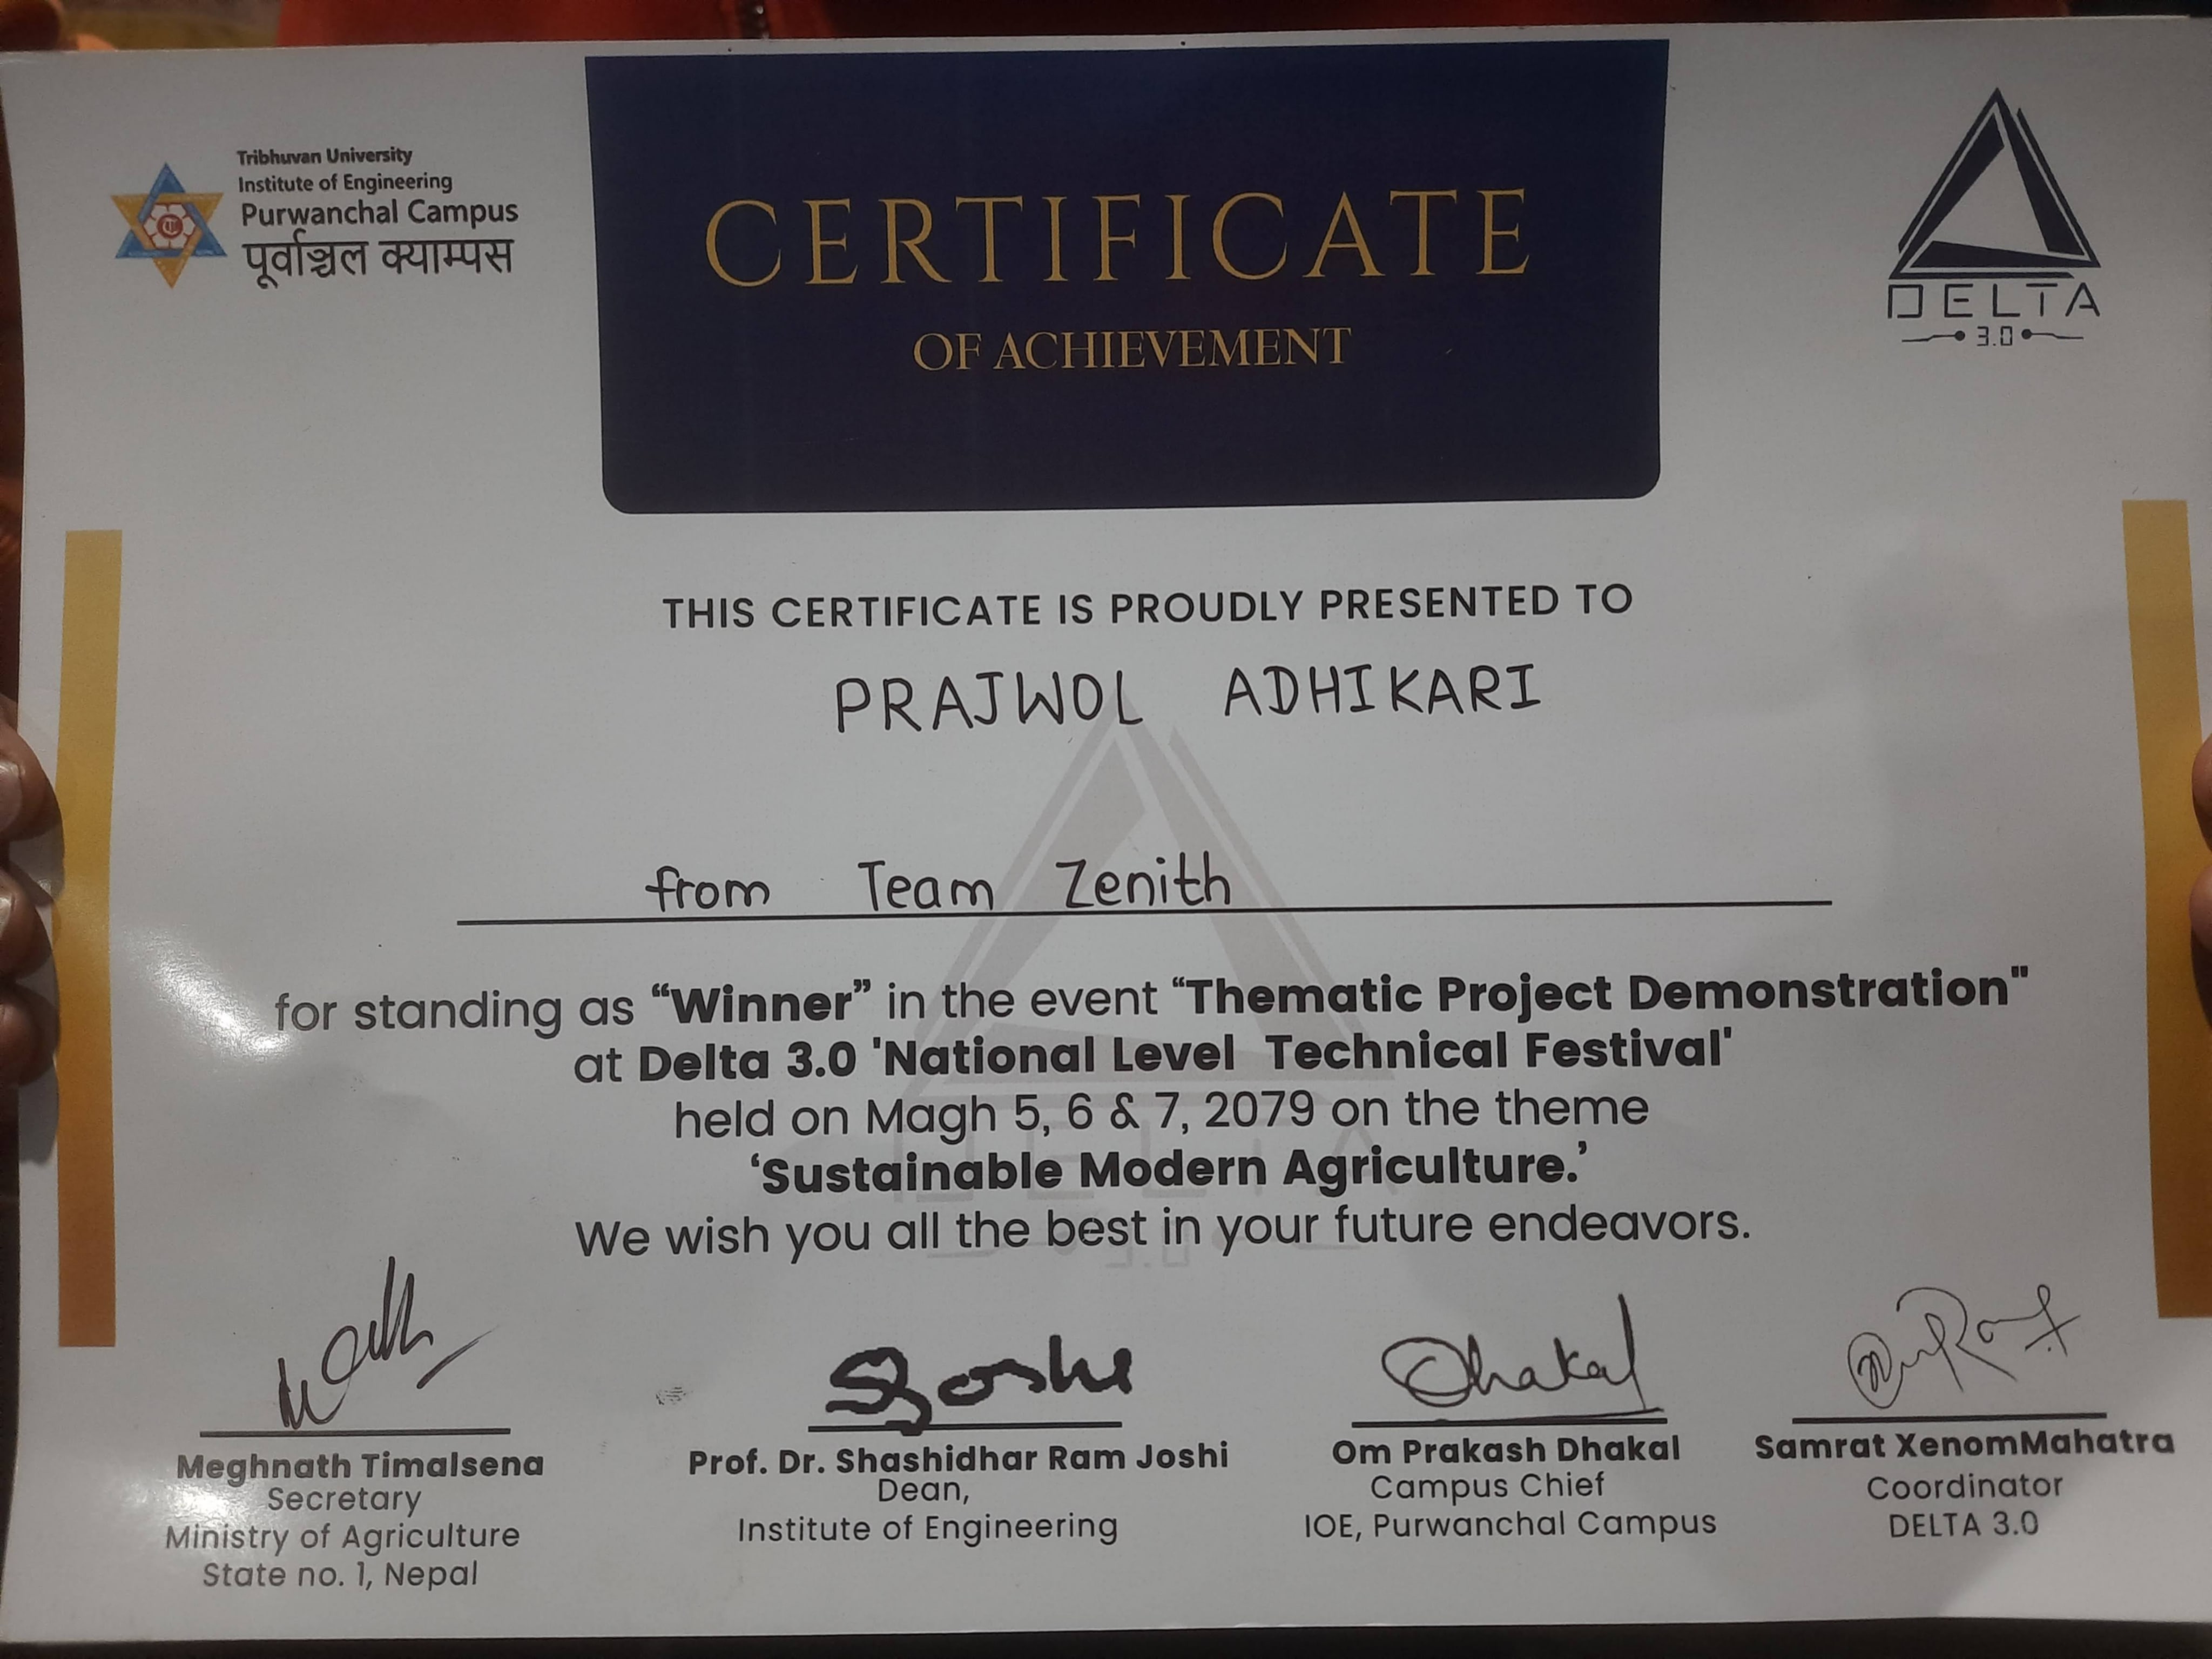 Tribhuvan University
Institute of Engineering
Purwanchal Campus
पूर्वाञ्चल क्याम्पस
CERTIFICATE
OF ACHIEVEMENT
DELTA
3.0
THIS CERTIFICATE IS PROUDLY PRESENTED TO
PRAJWOL ADHIKARI
from Team Zenith
for standing as “Winner” in the event “Thematic Project Demonstration"
at Delta 3.0 'National Level Technical Festival'
held on Magh 5, 6 & 7, 2079 on the theme
‘Sustainable Modern Agriculture.’
We wish you all the best in your future endeavors.
Meghnath Timalsena
Secretary
Ministry of Agriculture
State no. 1, Nepal
SRJoshi
Prof. Dr. Shashidhar Ram Joshi
Dean,
Institute of Engineering
Dhakal
Om Prakash Dhakal
Campus Chief
IOE, Purwanchal Campus
Samrat XenomMahatra
Coordinator
DELTA 3.0